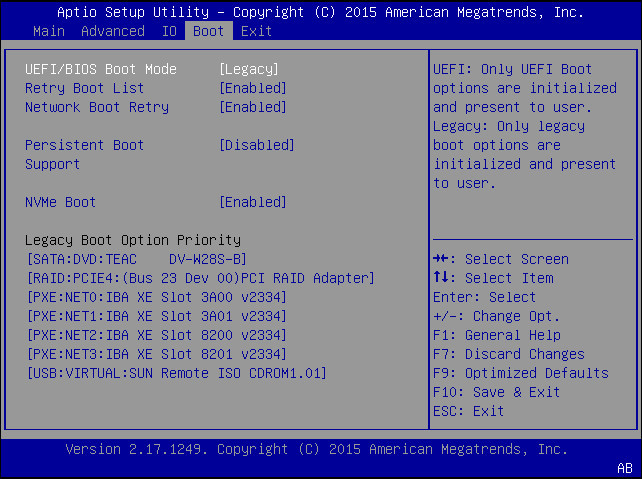 Aptio Setup Utility – Copyright (C) 2015 American Megatrends, Inc.
Main Advanced IO Boot Exit
UEFI/BIOS Boot Mode [Legacy]
Retry Boot List [Enabled]
Network Boot Retry [Enabled]
Persistent Boot [Disabled]
Support
NVMe Boot [Enabled]
Legacy Boot Option Priority
[SATA:DVD:TEAC DV-W28S-B]
[RAID:PCIE4:(Bus 23 Dev 00)PCI RAID Adapter]
[PXE:NET0:IBA XE Slot 3A00 v2334]
[PXE:NET1:IBA XE Slot 3A01 v2334]
[PXE:NET2:IBA XE Slot 8200 v2334]
[PXE:NET3:IBA XE Slot 8201 v2334]
[USB:VIRTUAL:SUN Remote ISO CDROM1.01]
UEFI: Only UEFI Boot
options are initialized
and present to user.
Legacy: Only legacy
boot options are
initialized and present
to user.
→←: Select Screen
↑↓: Select Item
Enter: Select
+/-: Change Opt.
F1: General Help
F7: Discard Changes
F9: Optimized Defaults
F10: Save & Exit
ESC: Exit
Version 2.17.1249. Copyright (C) 2015 American Megatrends, Inc.
AB